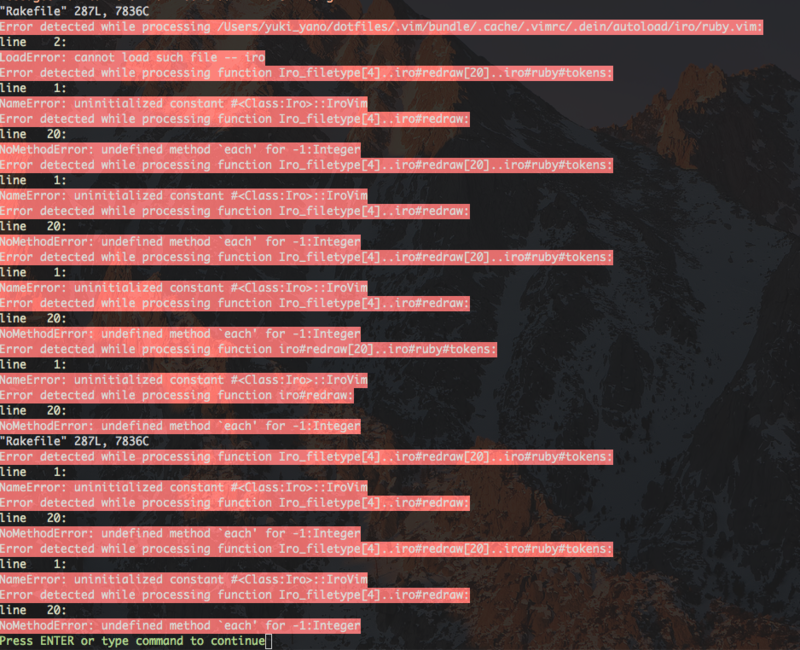 "Rakefile" 287L, 7836C
Error detected while processing /Users/yuki_yano/dotfiles/.vim/bundle/.cache/.vimrc/.dein/autoload/iro/ruby.vim:
line    2:
LoadError: cannot load such file -- iro
Error detected while processing function Iro_filetype[4]..iro#redraw[20]..iro#ruby#tokens:
line    1:
NameError: uninitialized constant #<Class:Iro>::IroVim
Error detected while processing function Iro_filetype[4]..iro#redraw:
line   20:
NoMethodError: undefined method `each' for -1:Integer
Error detected while processing function Iro_filetype[4]..iro#redraw[20]..iro#ruby#tokens:
line    1:
NameError: uninitialized constant #<Class:Iro>::IroVim
Error detected while processing function Iro_filetype[4]..iro#redraw:
line   20:
NoMethodError: undefined method `each' for -1:Integer
Error detected while processing function Iro_filetype[4]..iro#redraw[20]..iro#ruby#tokens:
line    1:
NameError: uninitialized constant #<Class:Iro>::IroVim
Error detected while processing function Iro_filetype[4]..iro#redraw:
line   20:
NoMethodError: undefined method `each' for -1:Integer
Error detected while processing function iro#redraw[20]..iro#ruby#tokens:
line    1:
NameError: uninitialized constant #<Class:Iro>::IroVim
Error detected while processing function iro#redraw:
line   20:
NoMethodError: undefined method `each' for -1:Integer
"Rakefile" 287L, 7836C
Error detected while processing function Iro_filetype[4]..iro#redraw[20]..iro#ruby#tokens:
line    1:
NameError: uninitialized constant #<Class:Iro>::IroVim
Error detected while processing function Iro_filetype[4]..iro#redraw:
line   20:
NoMethodError: undefined method `each' for -1:Integer
Error detected while processing function Iro_filetype[4]..iro#redraw[20]..iro#ruby#tokens:
line    1:
NameError: uninitialized constant #<Class:Iro>::IroVim
Error detected while processing function Iro_filetype[4]..iro#redraw:
line   20:
NoMethodError: undefined method `each' for -1:Integer
Press ENTER or type command to continue